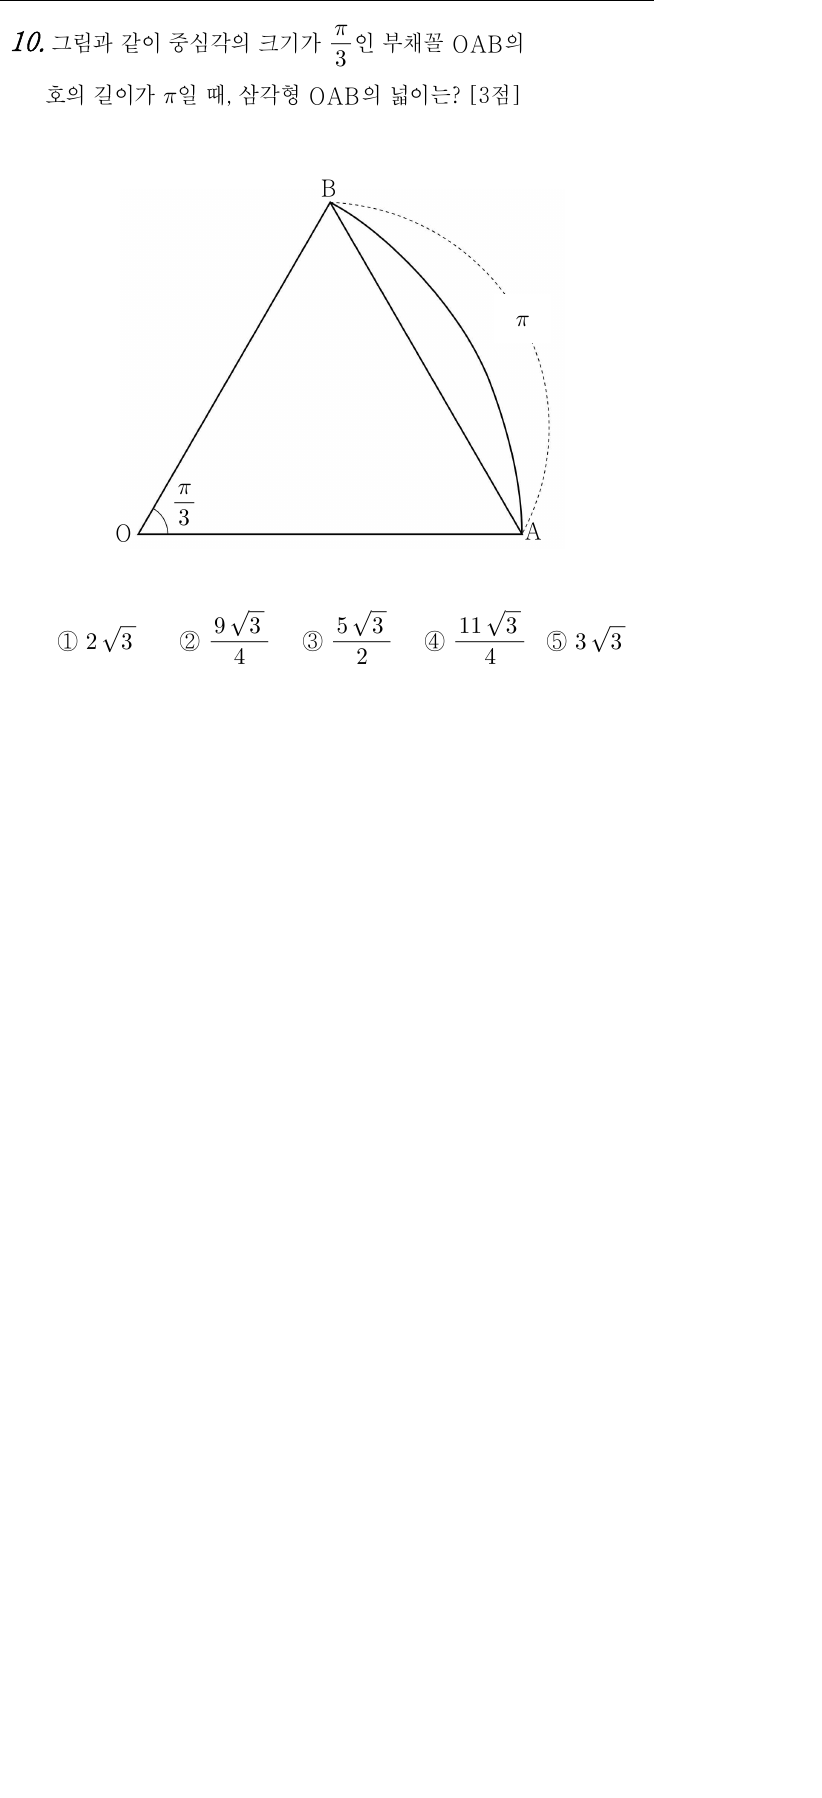 10. 그림과 같이 중심각의 크기가 π/3인 부채꼴 OAB의
호의 길이가 π일 때, 삼각형 OAB의 넓이는? [3점]
B
π
π/3
O
A
① 2√3 ② 9√3/4 ③ 5√3/2 ④ 11√3/4 ⑤ 3√3